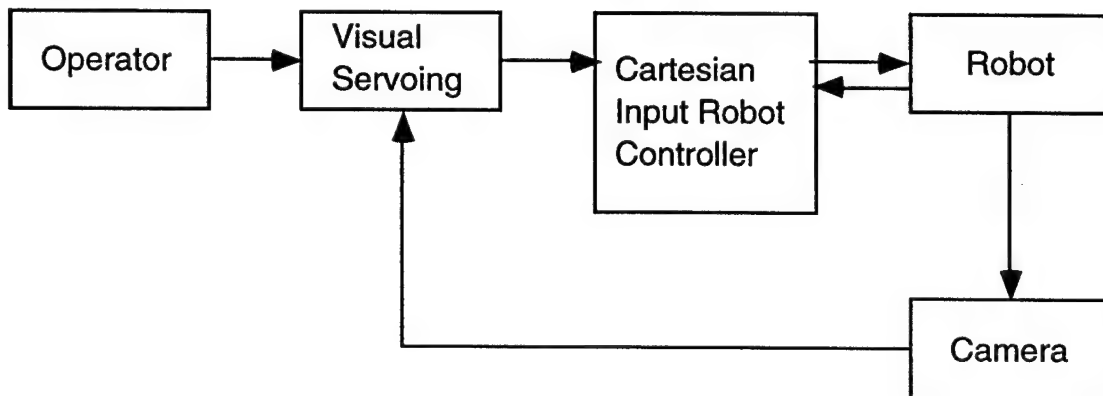 Operator
Visual
Servoing
Cartesian
Input Robot
Controller
Robot
Camera